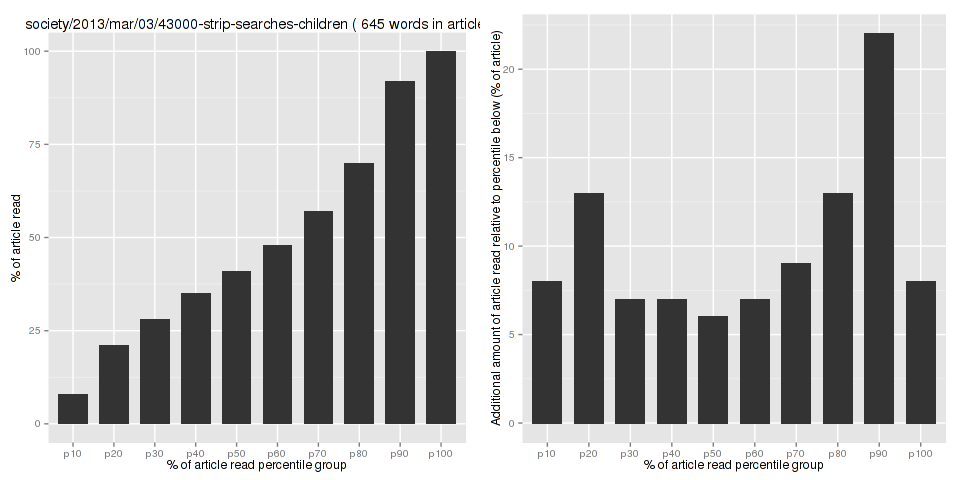 society/2013/mar/03/43000-strip-searches-children ( 645 words in article
% of article read
100
75
50
25
0
p10 p20 p30 p40 p50 p60 p70 p80 p90 p100
% of article read percentile group
Additional amount of article read relative to percentile below (% of article)
20
15
10
5
0
p10 p20 p30 p40 p50 p60 p70 p80 p90 p100
% of article read percentile group